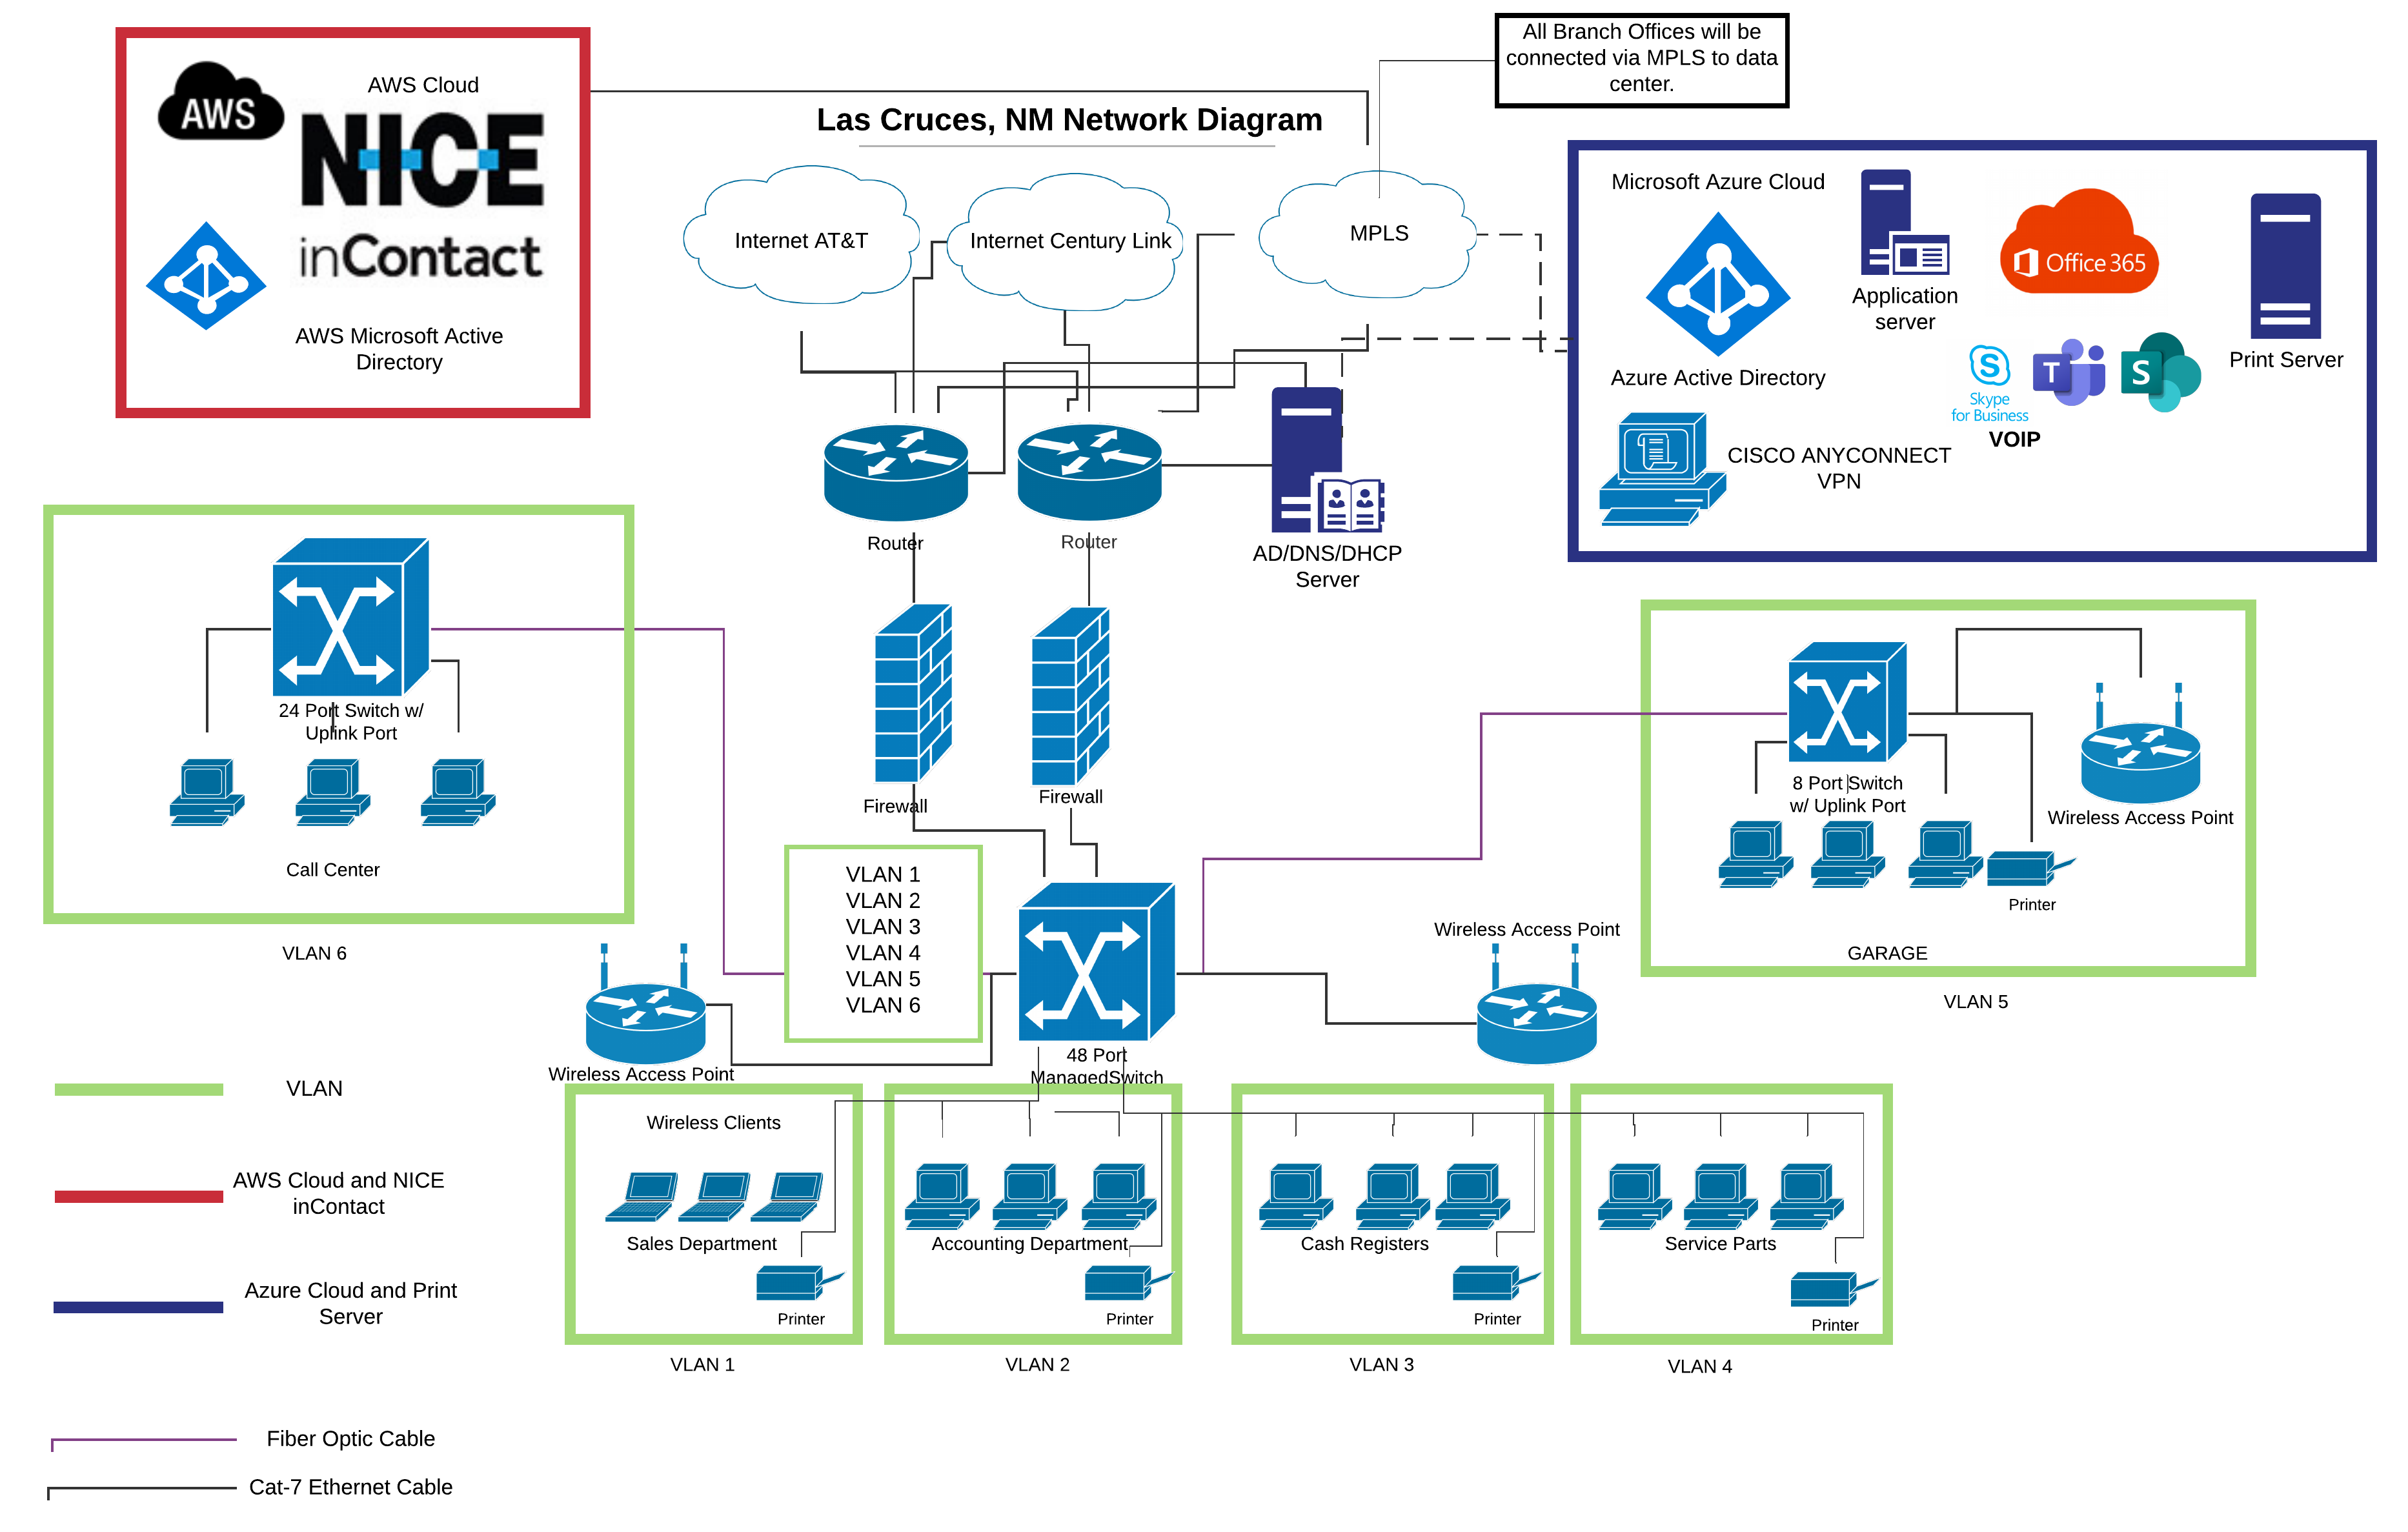 All Branch Offices will be
connected via MPLS to data
center.
AWS
AWS Cloud
NICE
inContact
AWS Microsoft Active
Directory
Las Cruces, NM Network Diagram
Internet AT&T
Internet Century Link
MPLS
Microsoft Azure Cloud
Application
server
Office 365
Print Server
Azure Active Directory
S
Skype
for Business
T
S
VOIP
CISCO ANYCONNECT
VPN
Router
Router
AD/DNS/DHCP
Server
24 Port Switch w/
Uplink Port
Call Center
VLAN 6
Firewall
Firewall
8 Port Switch
w/ Uplink Port
Wireless Access Point
Printer
GARAGE
VLAN 5
VLAN 1
VLAN 2
VLAN 3
VLAN 4
VLAN 5
VLAN 6
Wireless Access Point
Wireless Access Point
48 Port
ManagedSwitch
Wireless Clients
Sales Department
Printer
VLAN 1
Accounting Department
Printer
VLAN 2
Cash Registers
Printer
VLAN 3
Service Parts
Printer
VLAN 4
VLAN
AWS Cloud and NICE
inContact
Azure Cloud and Print
Server
Fiber Optic Cable
Cat-7 Ethernet Cable